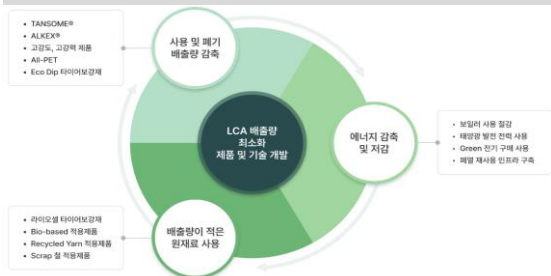 • TANSOME®
• ALKEX®
• 고강도, 고강력 제품
• All-PET
• Eco Dip 타이어보강재
사용 및 폐기
배출량 감축
LCA 배출량
최소화
제품 및 기술 개발
에너지 감축
및 저감
• 보일러 사용 절감
• 태양광 발전 전력 사용
• Green 전기 구매 사용
• 폐열 재사용 인프라 구축
• 라이오셀 타이어보강재
• Bio-based 적용제품
• Recycled Yarn 적용제품
• Scrap 철 적용제품
배출량이 적은
원재료 사용